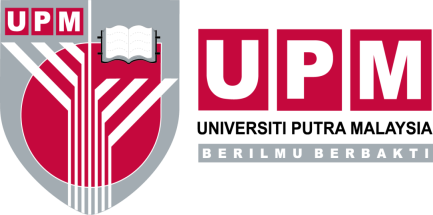 UPM
UPM
UNIVERSITI PUTRA MALAYSIA
BERILMU BERBAKTI